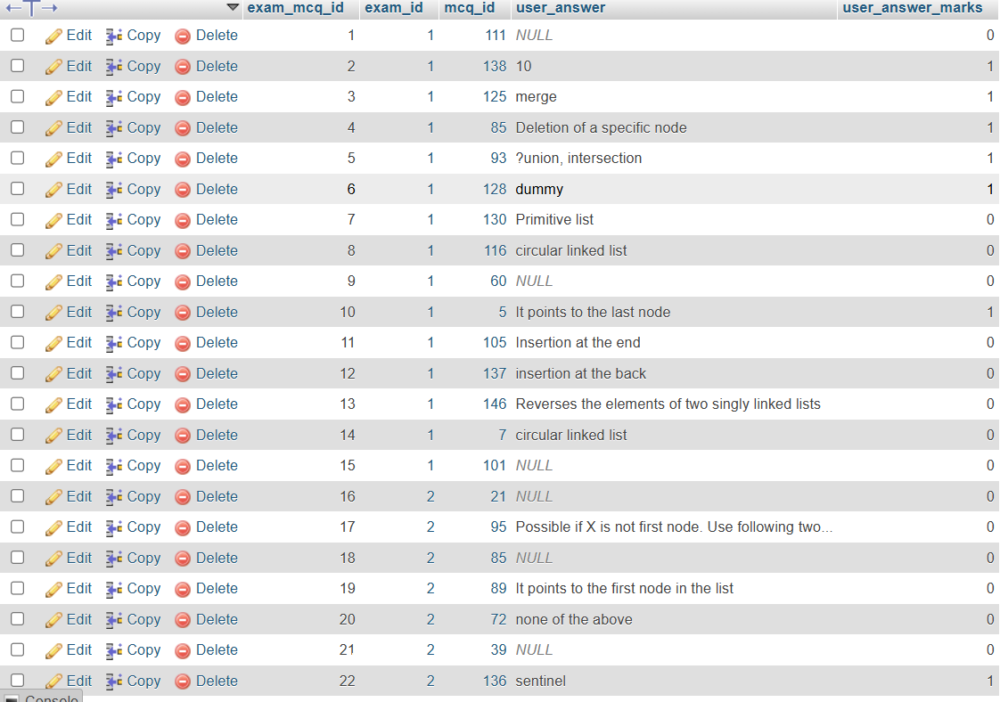 exam_mcq_id exam_id mcq_id user_answer user_answer_marks
Edit Copy Delete 1 1 111 NULL 0
Edit Copy Delete 2 1 138 10 1
Edit Copy Delete 3 1 125 merge 1
Edit Copy Delete 4 1 85 Deletion of a specific node 1
Edit Copy Delete 5 1 93 ?union, intersection 1
Edit Copy Delete 6 1 128 dummy 1
Edit Copy Delete 7 1 130 Primitive list 0
Edit Copy Delete 8 1 116 circular linked list 0
Edit Copy Delete 9 1 60 NULL 0
Edit Copy Delete 10 1 5 It points to the last node 1
Edit Copy Delete 11 1 105 Insertion at the end 0
Edit Copy Delete 12 1 137 insertion at the back 0
Edit Copy Delete 13 1 146 Reverses the elements of two singly linked lists 0
Edit Copy Delete 14 1 7 circular linked list 0
Edit Copy Delete 15 1 101 NULL 0
Edit Copy Delete 16 2 21 NULL 0
Edit Copy Delete 17 2 95 Possible if X is not first node. Use following two... 0
Edit Copy Delete 18 2 85 NULL 0
Edit Copy Delete 19 2 89 It points to the first node in the list 0
Edit Copy Delete 20 2 72 none of the above 0
Edit Copy Delete 21 2 39 NULL 0
Edit Copy Delete 22 2 136 sentinel 1
Console